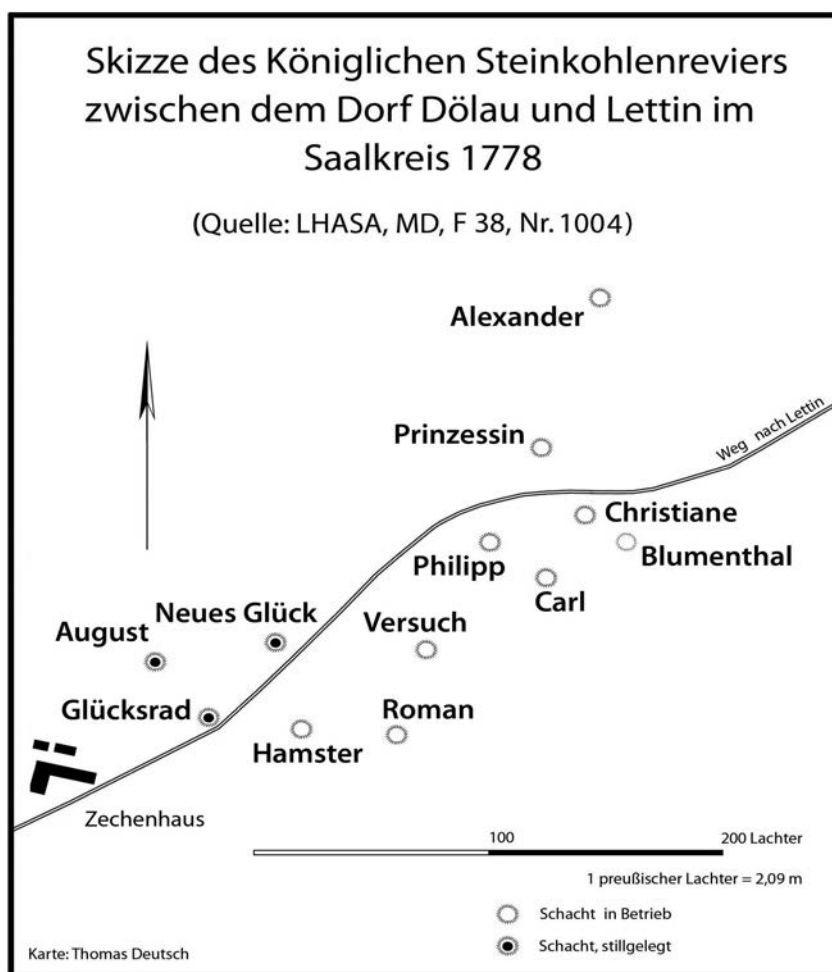 Skizze des Königlichen Steinkohlenreviers
zwischen dem Dorf Dölau und Lettin im
Saalkreis 1778
(Quelle: LHASA, MD, F 38, Nr. 1004)
Alexander
Prinzessin
Weg nach Lettin
Christiane
Philipp
Blumenthal
Carl
Neues Glück
Versuch
August
Glücksrad
Roman
Hamster
Zechenhaus
100
200 Lachter
1 preußischer Lachter = 2,09 m
Schacht in Betrieb
Schacht, stillgelegt
Karte: Thomas Deutsch